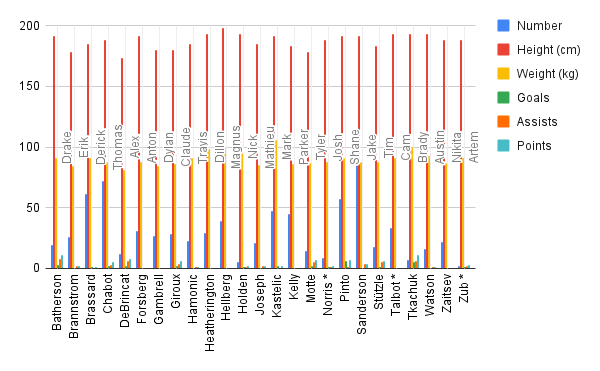 200
150
100
50
0
Number
Height (cm)
Weight (kg)
Goals
Assists
Points
Drake
Erik
Derick
Thomas
Alex
Anton
Dylan
Claude
Travis
Dillon
Magnus
Nick
Mathieu
Mark
Parker
Tyler
Josh
Shane
Jake
Tim
Cam
Brady
Austin
Nikita
Artem
Batherson
Brannstrom
Brassard
Chabot
DeBrincat
Forsberg
Gambrell
Giroux
Hamonic
Heatherington
Hellberg
Holden
Joseph
Kastelic
Kelly
Motte
Norris *
Pinto
Sanderson
Stützle
Talbot *
Tkachuk
Watson
Zaitsev
Zub *